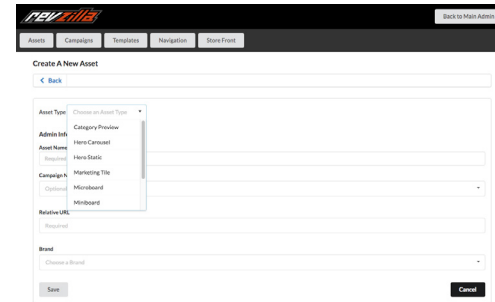 revzilla
Back to Main Admin
Assets Campaigns Templates Navigation Store Front
Create A New Asset
Back
Asset Type Choose an Asset Type
Category Preview
Admin Info
Hero Carousel
Asset Name
Hero Static
Required
Marketing Tile
Campaign N
Microboard
Optional
Miniboard
Relative URL
Required
Brand
Choose a Brand
Save Cancel